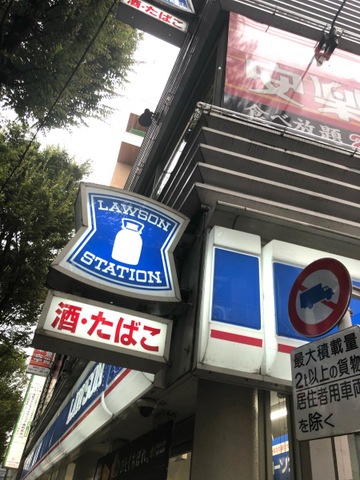 酒・たばこ
食べ放題
LAWSON
STATION
酒・たばこ
最大積載量
2t以上の貨物
居住者用車両
を除く